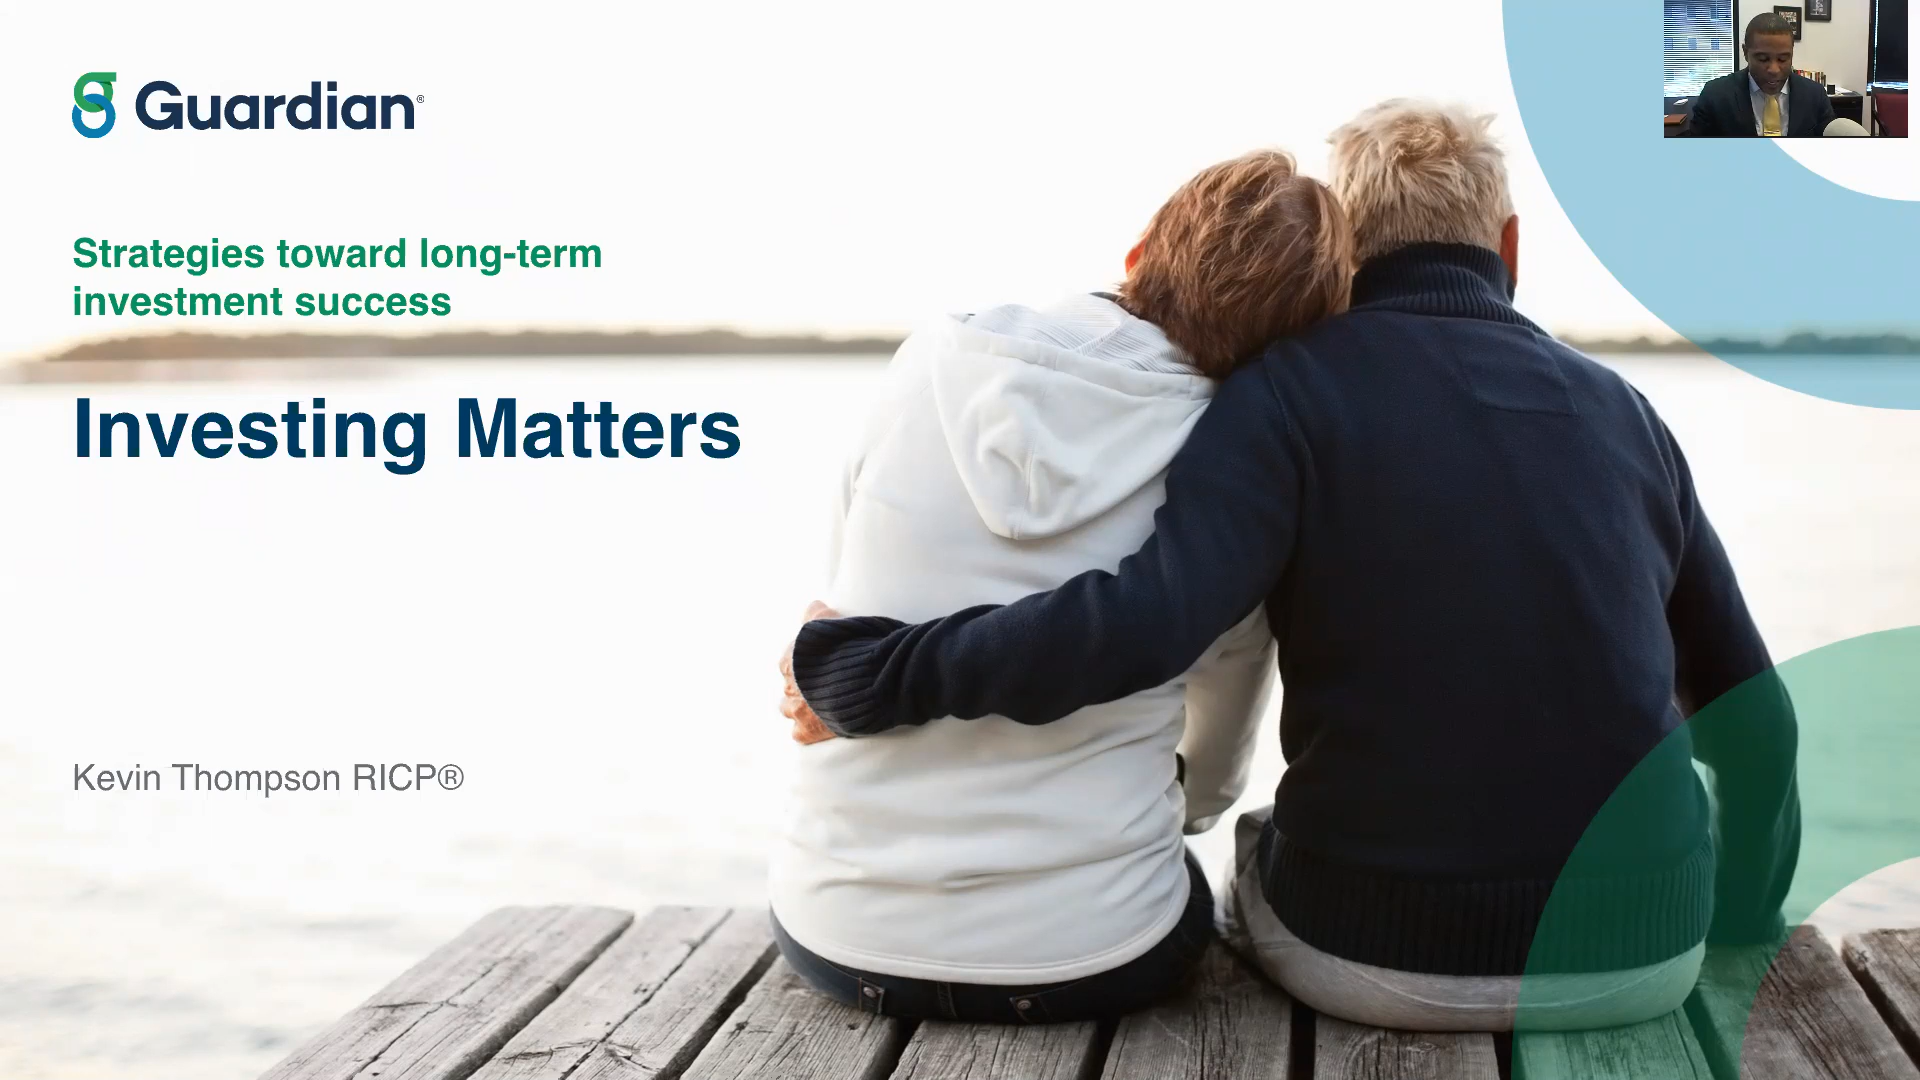 Guardian®
Strategies toward long-term
investment success
Investing Matters
Kevin Thompson RICP®